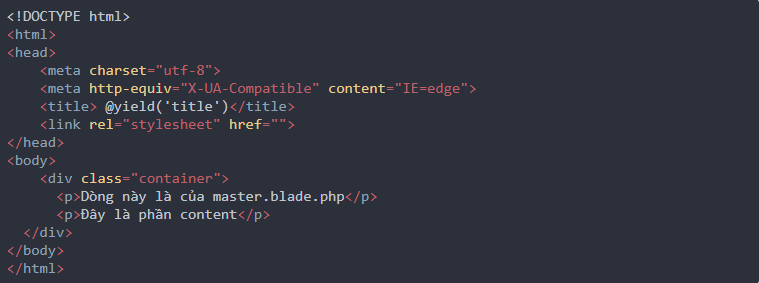 <!DOCTYPE html>
<html>
<head>
    <meta charset="utf-8">
    <meta http-equiv="X-UA-Compatible" content="IE=edge">
    <title> @yield('title')</title>
    <link rel="stylesheet" href="">
</head>
<body>
    <div class="container">
      <p>Dòng này là của master.blade.php</p>
      <p>Đây là phần content</p>
  </div>
</body>
</html>